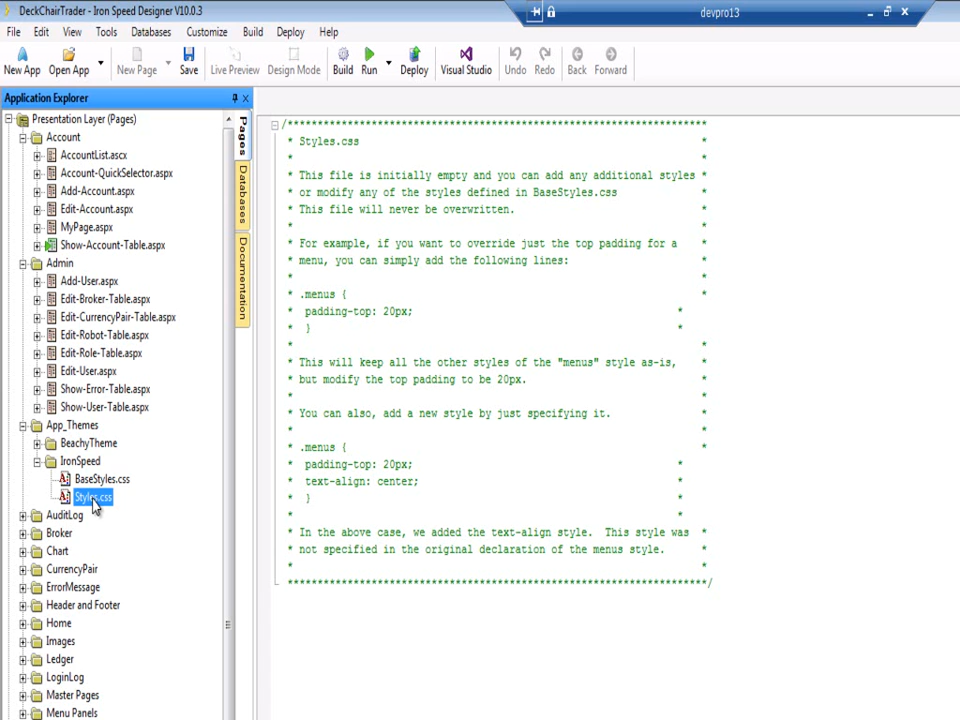 DeckChairTrader - Iron Speed Designer V10.0.3
devpro13
File Edit View Tools Databases Customize Build Deploy Help
New App Open App New Page Save Live Preview Design Mode Build Run Deploy Visual Studio Undo Redo Back Forward
Application Explorer
Presentation Layer (Pages)
Account
AccountList.ascx
Account-QuickSelector.aspx
Add-Account.aspx
Edit-Account.aspx
MyPage.aspx
Show-Account-Table.aspx
Admin
Add-User.aspx
Edit-Broker-Table.aspx
Edit-CurrencyPair-Table.aspx
Edit-Robot-Table.aspx
Edit-Role-Table.aspx
Edit-User.aspx
Show-Error-Table.aspx
Show-User-Table.aspx
App_Themes
BeachyTheme
IronSpeed
BaseStyles.css
Styles.css
AuditLog
Broker
Chart
CurrencyPair
ErrorMessage
Header and Footer
Home
Images
Ledger
LoginLog
Master Pages
Menu Panels
Pages
Databases
Documentation
/******************************************************************************
* Styles.css *
* *
* This file is initially empty and you can add any additional styles *
* or modify any of the styles defined in BaseStyles.css *
* This file will never be overwritten. *
* *
* For example, if you want to override just the top padding for a *
* menu, you can simply add the following lines: *
* *
* .menus { *
* padding-top: 20px; *
* } *
* *
* This will keep all the other styles of the "menus" style as-is, *
* but modify the top padding to be 20px. *
* *
* You can also, add a new style by just specifying it. *
* *
* .menus { *
* padding-top: 20px; *
* text-align: center; *
* } *
* *
* In the above case, we added the text-align style. This style was *
* not specified in the original declaration of the menus style. *
* *
******************************************************************************/